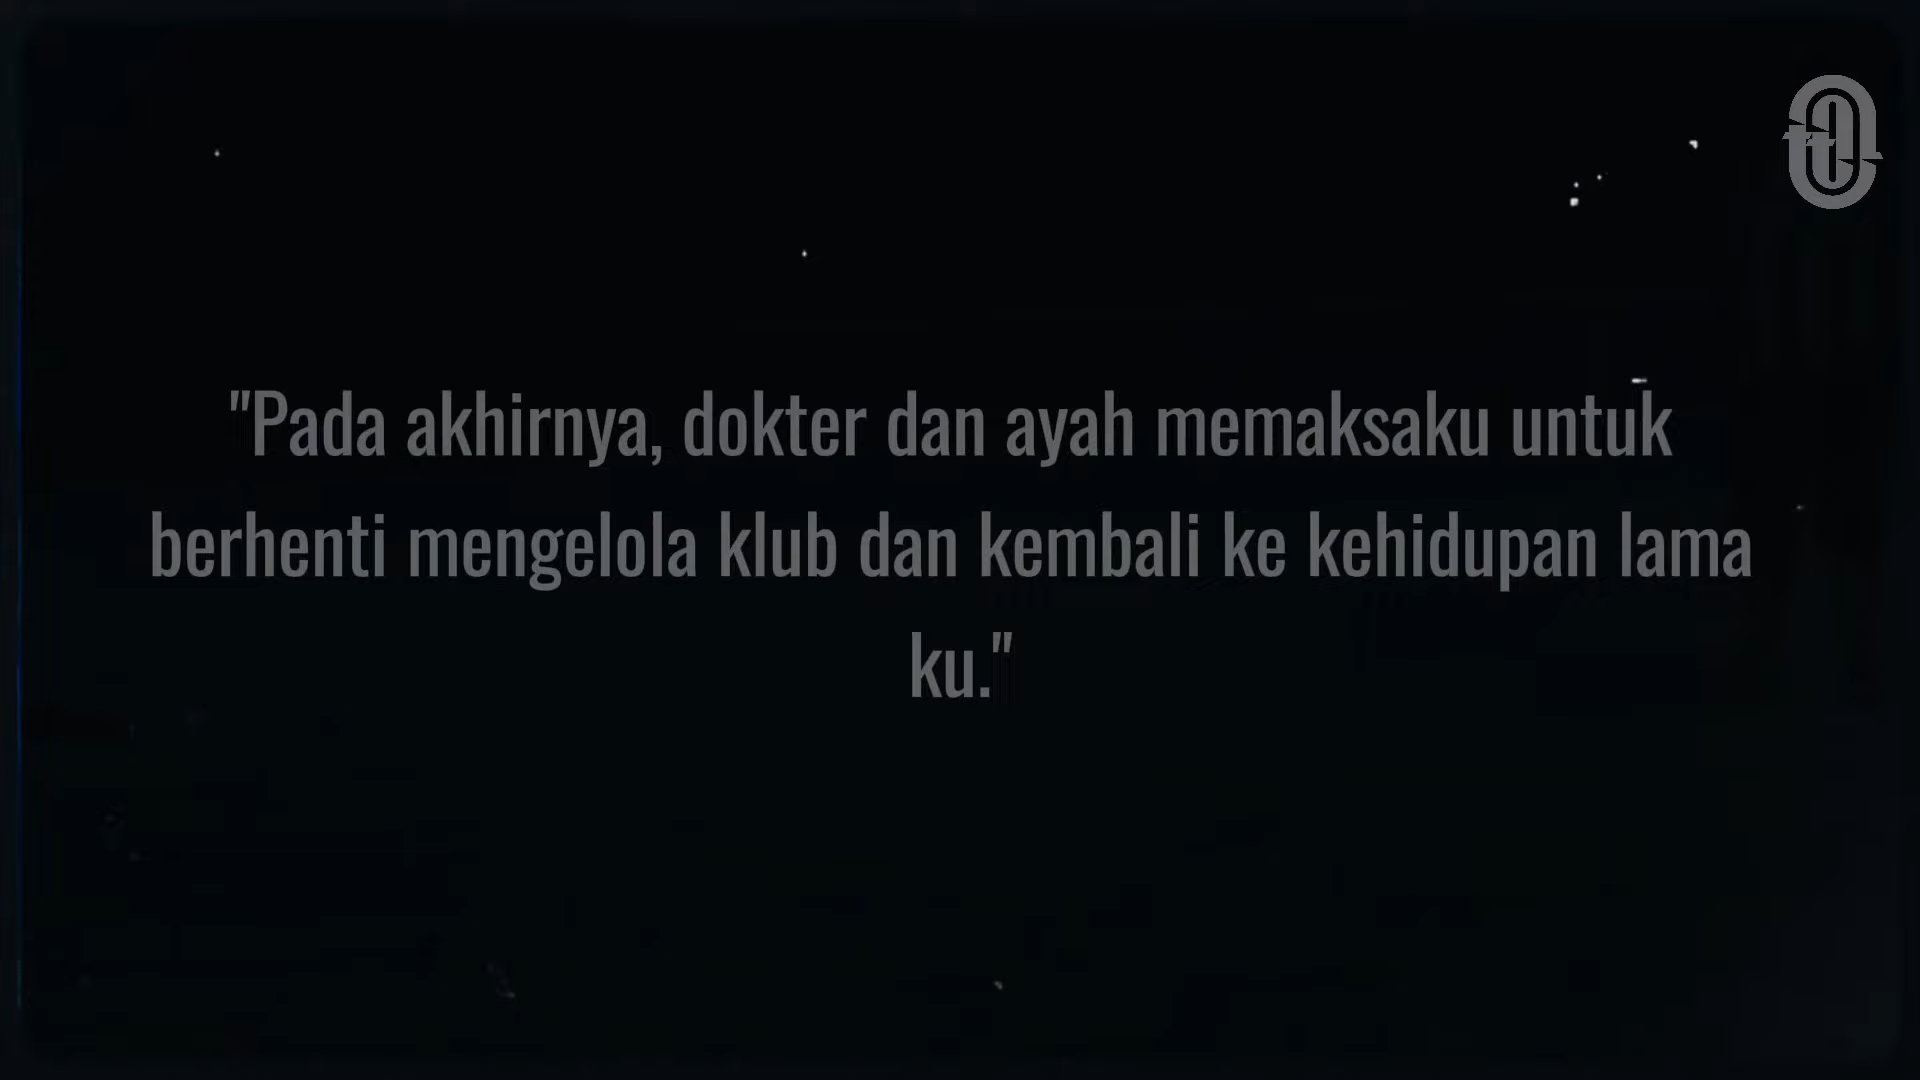 "Pada akhirnya, dokter dan ayah memaksaku untuk
berhenti mengelola klub dan kembali ke kehidupan lama
ku."